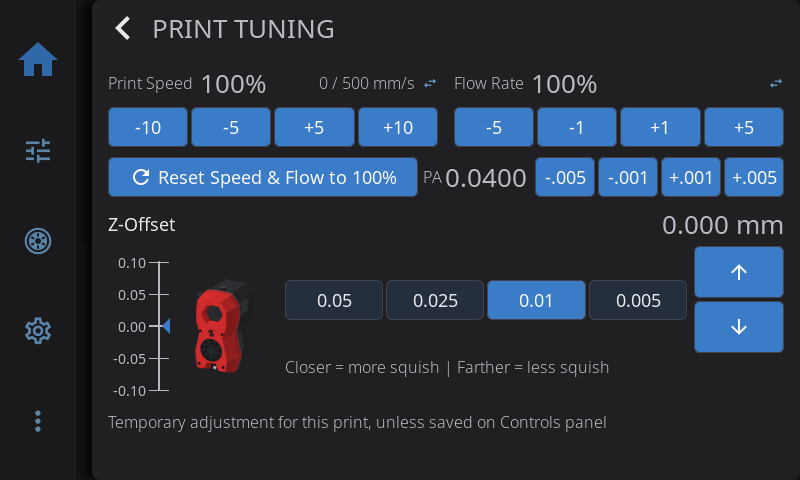 PRINT TUNING
Print Speed 100% 0 / 500 mm/s Flow Rate 100%
-10 -5 +5 +10 -5 -1 +1 +5
Reset Speed & Flow to 100% PA 0.0400 -.005 -.001 +.001 +.005
Z-Offset 0.000 mm
0.10
0.05
0.00
-0.05
-0.10
0.05 0.025 0.01 0.005
Closer = more squish | Farther = less squish
Temporary adjustment for this print, unless saved on Controls panel